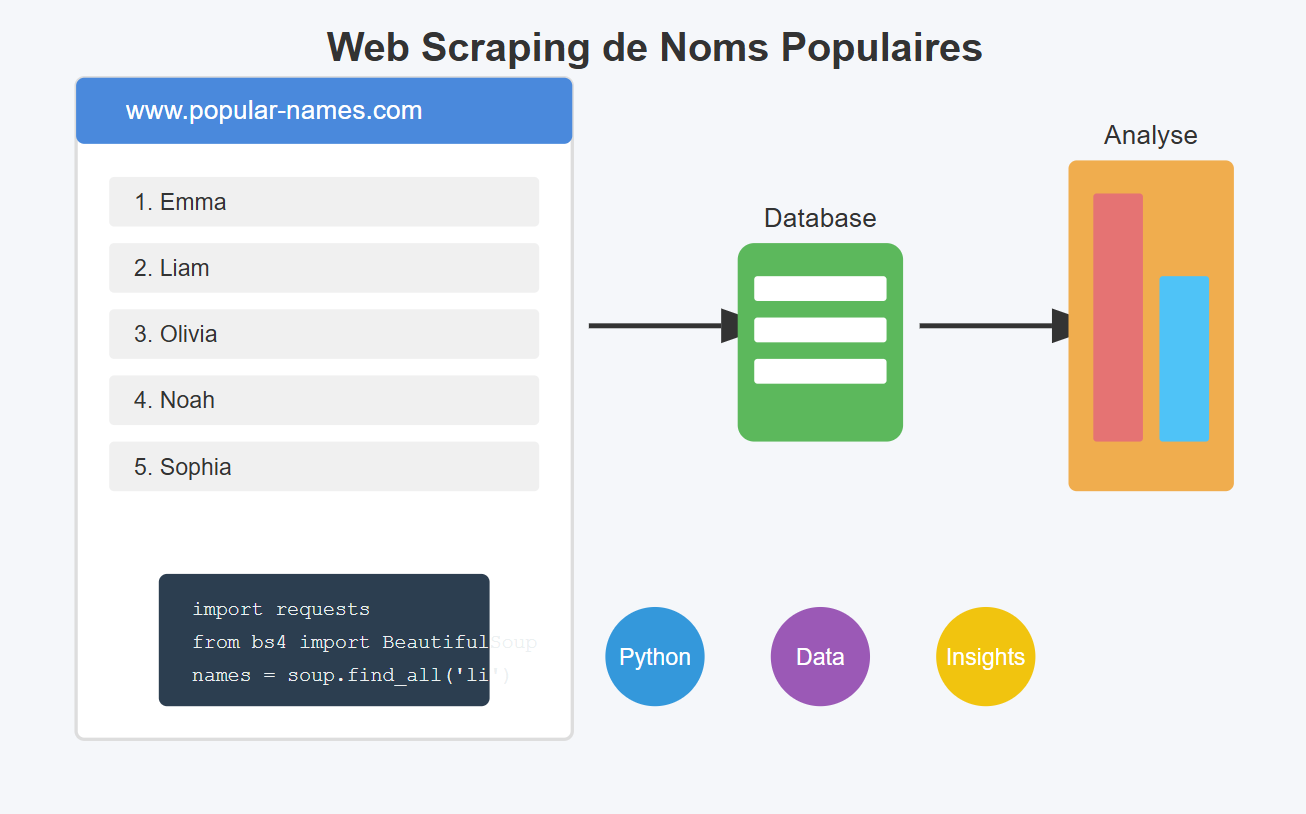 Web Scraping de Noms Populaires
www.popular-names.com
1. Emma
2. Liam
3. Olivia
4. Noah
5. Sophia
import requests
from bs4 import BeautifulSoup
names = soup.find_all('li')
Database
Analyse
Python
Data
Insights